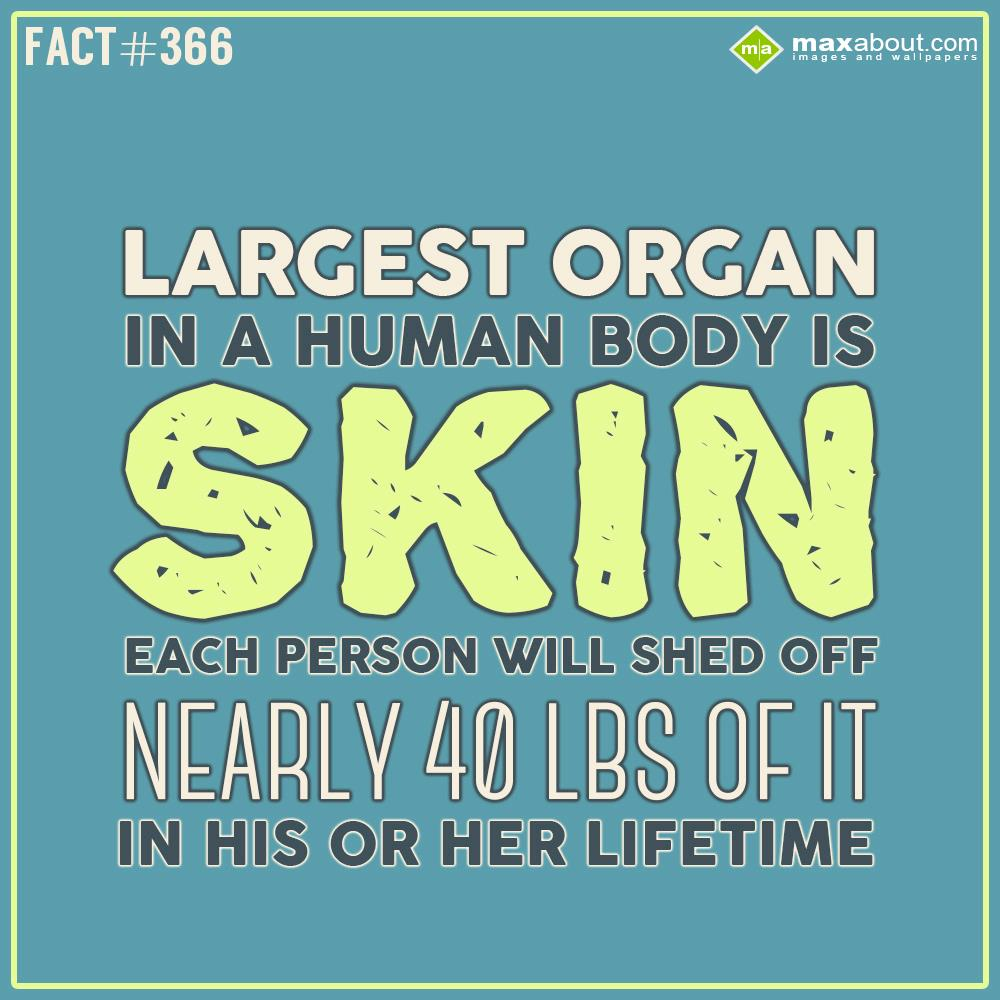 FACT#366
m|a maxabout.com
images and wallpapers
LARGEST ORGAN
IN A HUMAN BODY IS
SKIN
EACH PERSON WILL SHED OFF
NEARLY 40 LBS OF IT
IN HIS OR HER LIFETIME